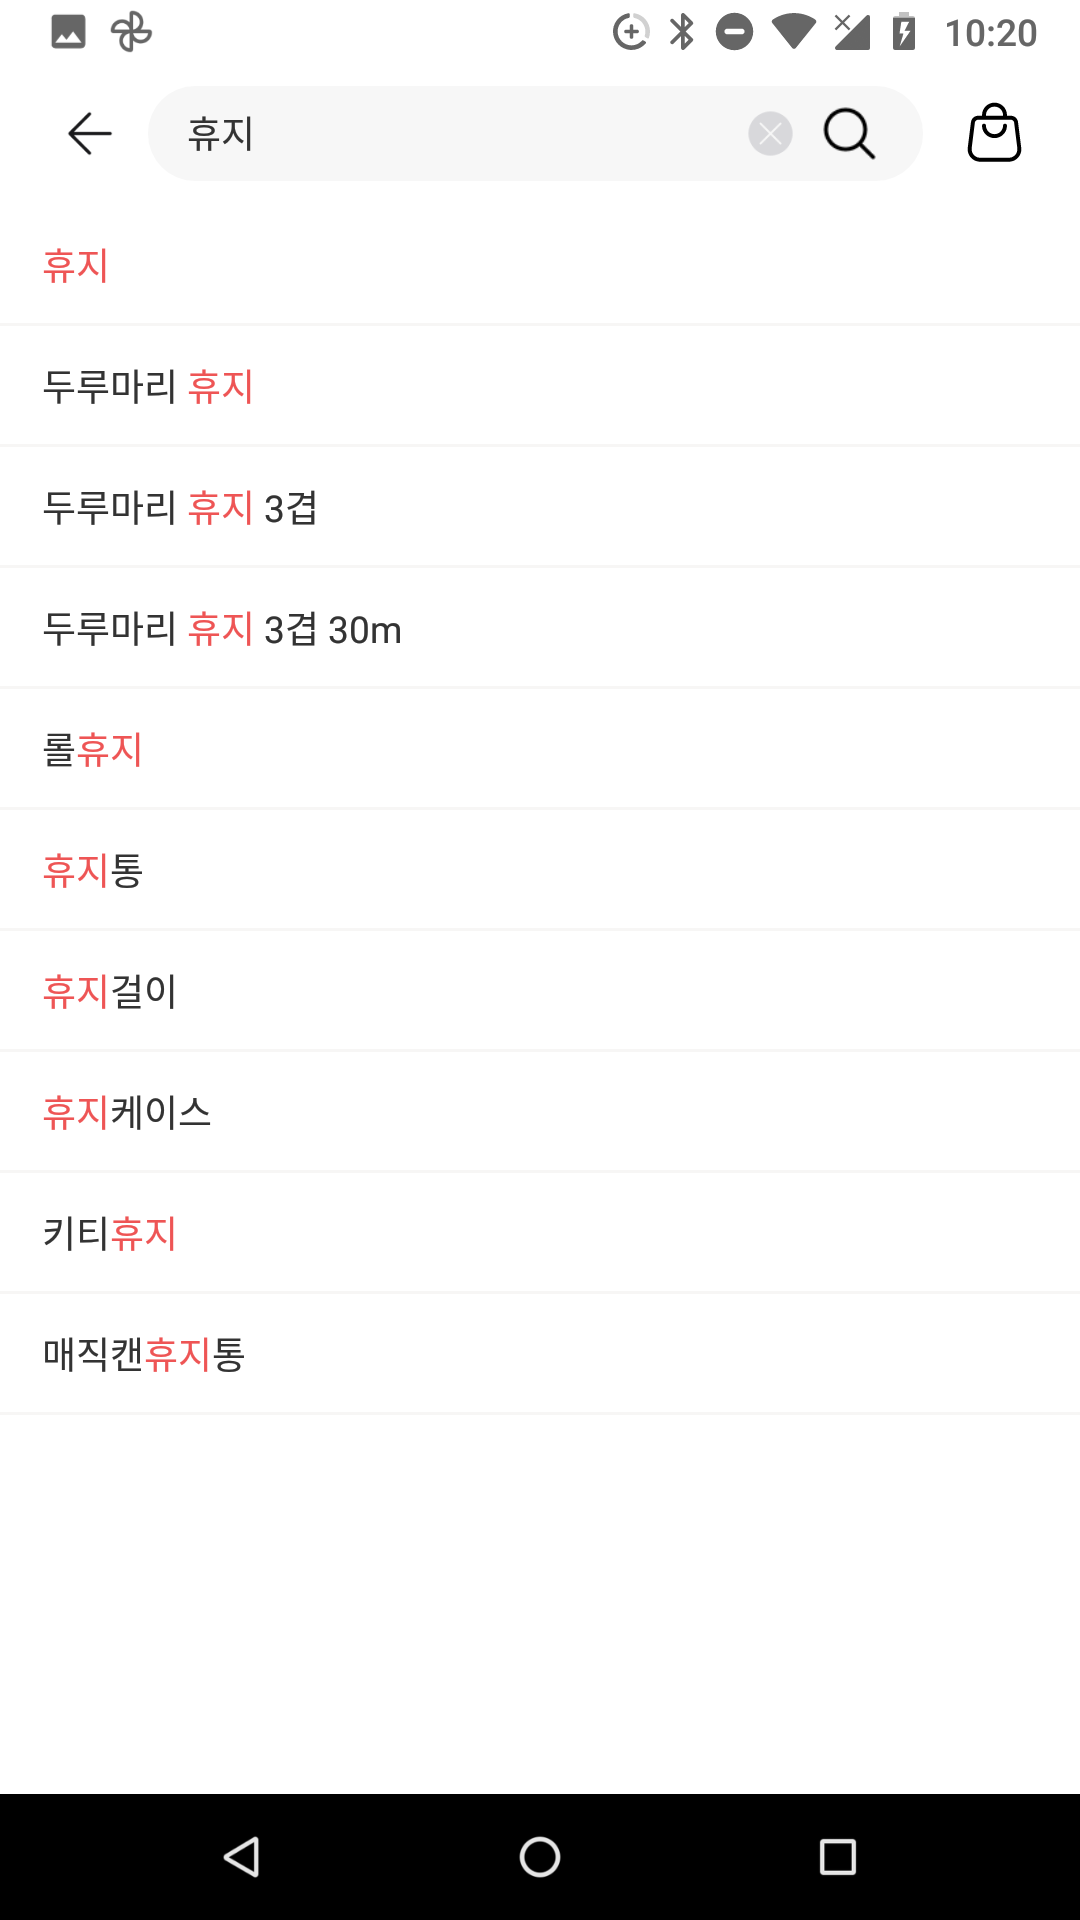 10:20
휴지
휴지
두루마리 휴지
두루마리 휴지 3겹
두루마리 휴지 3겹 30m
롤휴지
휴지통
휴지걸이
휴지케이스
키티휴지
매직캔휴지통